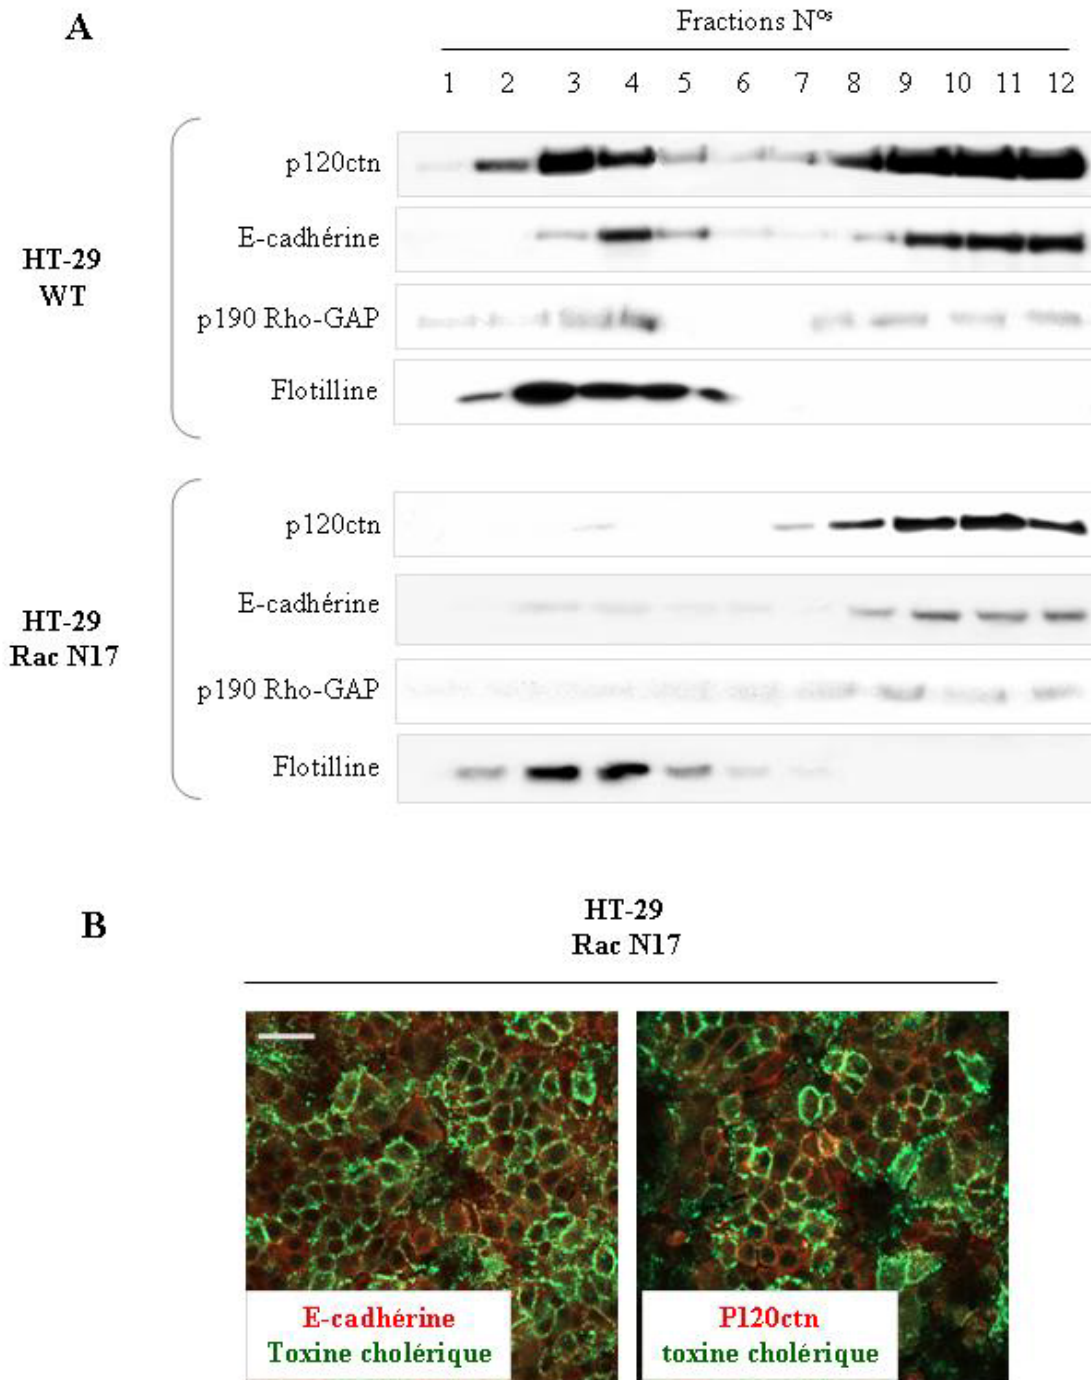 A
Fractions Nᵒˢ
1 2 3 4 5 6 7 8 9 10 11 12
HT-29
WT
p120ctn
E-cadhérine
p190 Rho-GAP
Flotilline
HT-29
Rac N17
p120ctn
E-cadhérine
p190 Rho-GAP
Flotilline
B
HT-29
Rac N17
E-cadhérine
Toxine cholérique
P120ctn
toxine cholérique